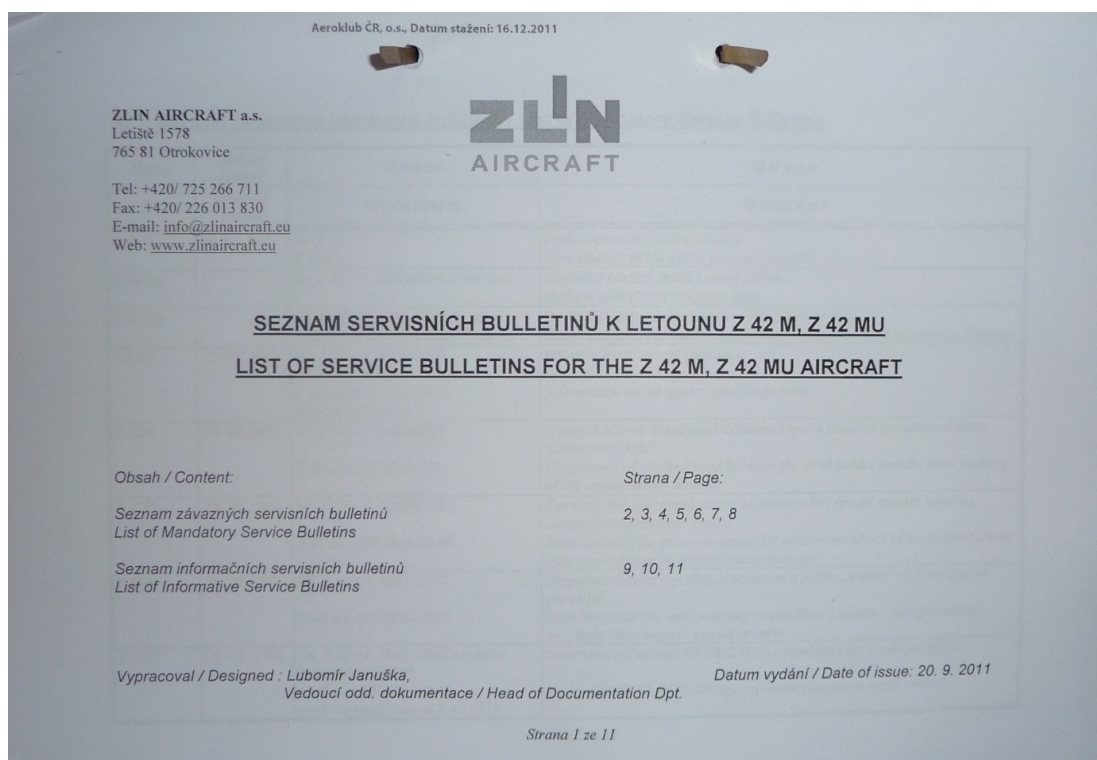 Aeroklub ČR, o.s., Datum stažení: 16.12.2011
ZLIN
AIRCRAFT
ZLIN AIRCRAFT a.s.
Letiště 1578
765 81 Otrokovice
Tel: +420/ 725 266 711
Fax: +420/ 226 013 830
E-mail: info@zlinaircraft.eu
Web: www.zlinaircraft.eu
SEZNAM SERVISNÍCH BULLETINŮ K LETOUNU Z 42 M, Z 42 MU
LIST OF SERVICE BULLETINS FOR THE Z 42 M, Z 42 MU AIRCRAFT
Obsah / Content: Strana / Page:
Seznam závazných servisních bulletinů 2, 3, 4, 5, 6, 7, 8
List of Mandatory Service Bulletins
Seznam informačních servisních bulletinů 9, 10, 11
List of Informative Service Bulletins
Vypracoval / Designed : Lubomír Januška, Datum vydání / Date of issue: 20. 9. 2011
Vedoucí odd. dokumentace / Head of Documentation Dpt.
Strana 1 ze 11